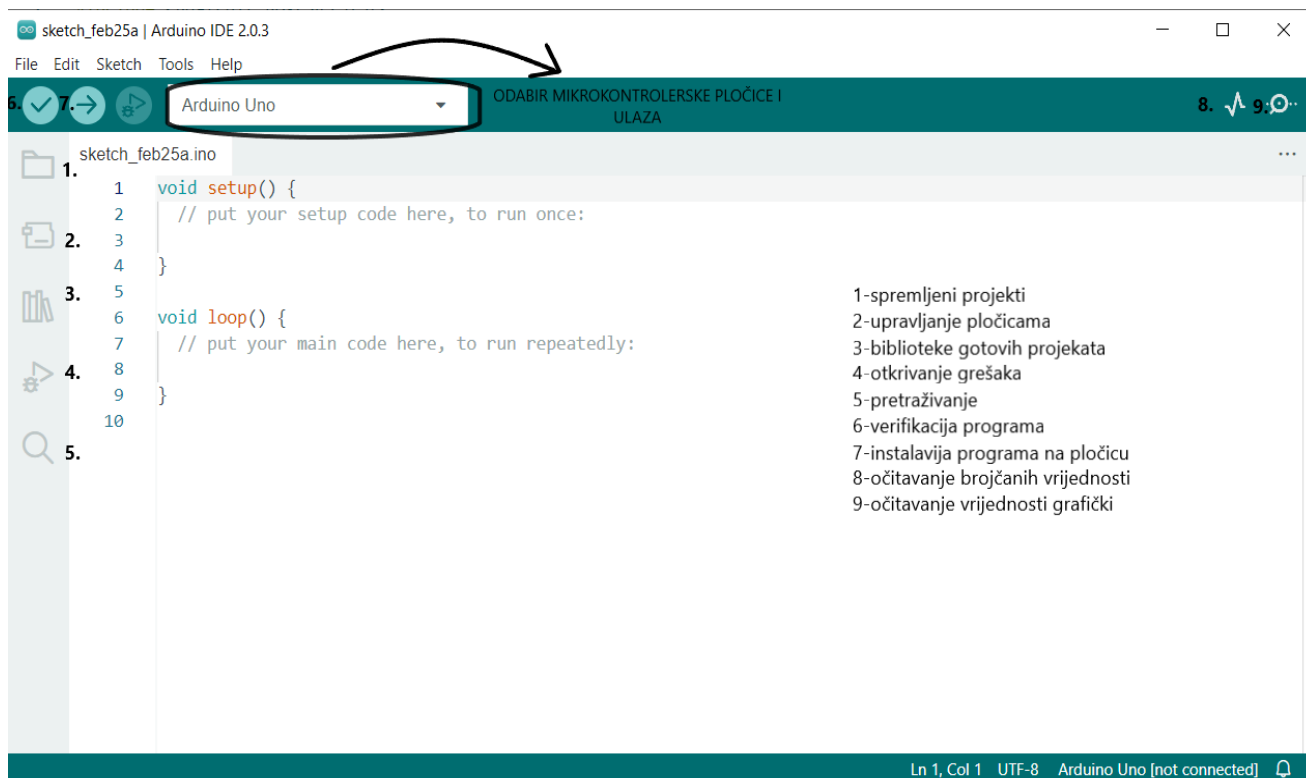 sketch_feb25a | Arduino IDE 2.0.3
File Edit Sketch Tools Help
6. 7. Arduino Uno
ODABIR MIKROKONTROLERSKE PLOČICE I
ULAZA
8. 9.
sketch_feb25a.ino
1.
2.
3.
4.
5.
1 void setup() {
2 // put your setup code here, to run once:
3
4 }
5
6 void loop() {
7 // put your main code here, to run repeatedly:
8
9 }
10
1-spremljeni projekti
2-upravljanje pločicama
3-biblioteke gotovih projekata
4-otkrivanje grešaka
5-pretraživanje
6-verifikacija programa
7-instalavija programa na pločicu
8-očitavanje brojčanih vrijednosti
9-očitavanje vrijednosti grafički
Ln 1, Col 1 UTF-8 Arduino Uno [not connected]